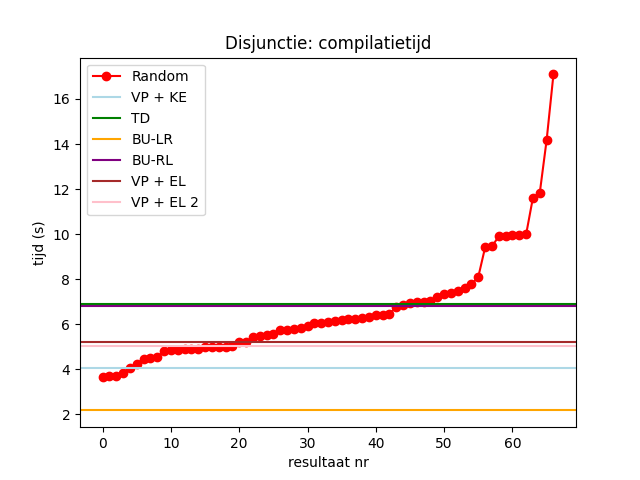 Disjunctie: compilatietijd
Random
VP + KE
TD
BU-LR
BU-RL
VP + EL
VP + EL 2
tijd (s)
16
14
12
10
8
6
4
2
0 10 20 30 40 50 60
resultaat nr